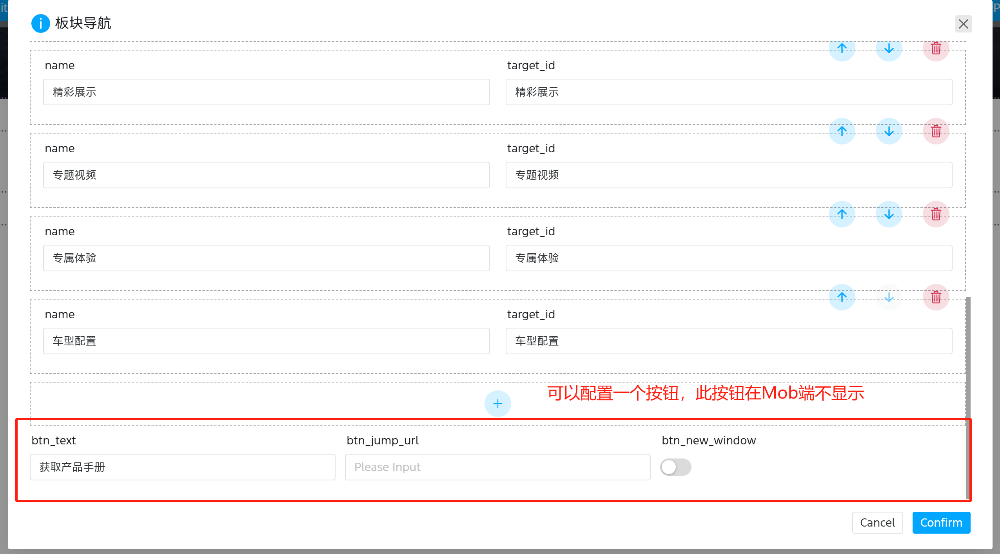 it
P
板块导航
name
target_id
精彩展示
精彩展示
name
target_id
专题视频
专题视频
name
target_id
专属体验
专属体验
name
target_id
车型配置
车型配置
可以配置一个按钮，此按钮在Mob端不显示
btn_text
btn_jump_url
btn_new_window
获取产品手册
Please Input
Cancel
Confirm